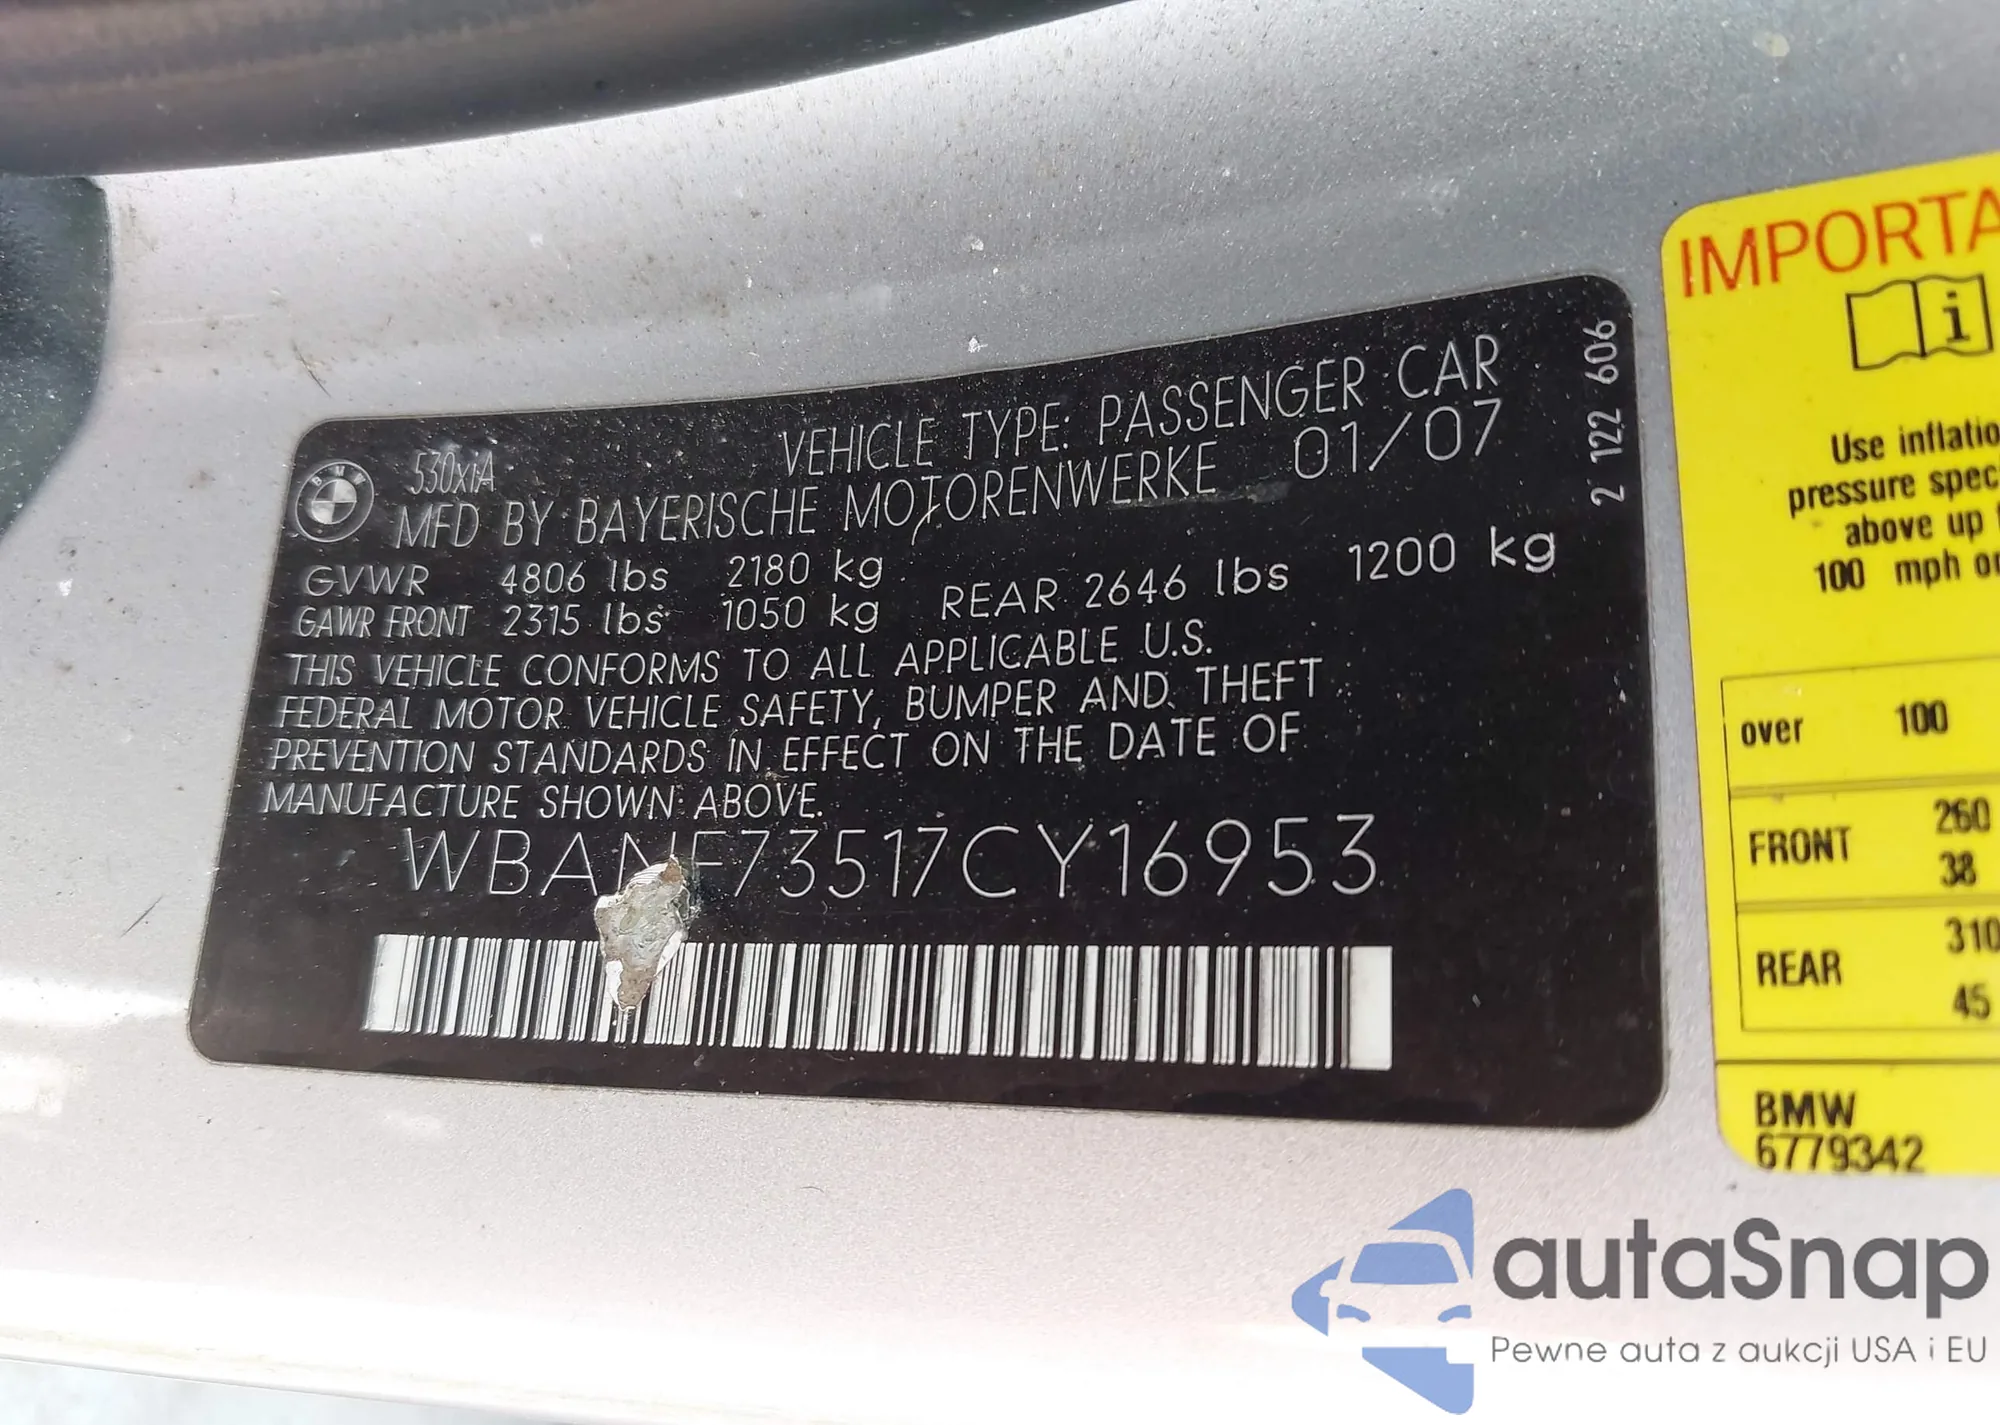 530xiA
VEHICLE TYPE: PASSENGER CAR
MFD BY BAYERISCHE MOTORENWERKE 01/07
GVWR 4806 lbs 2180 kg
GAWR FRONT 2315 lbs 1050 kg REAR 2646 lbs 1200 kg
THIS VEHICLE CONFORMS TO ALL APPLICABLE U.S.
FEDERAL MOTOR VEHICLE SAFETY, BUMPER AND THEFT
PREVENTION STANDARDS IN EFFECT ON THE DATE OF
MANUFACTURE SHOWN ABOVE.
WBANF73517CY16953
2 122 606
BMW
IMPORTA
i
Use inflatio
pressure spec
above up
100 mph or
over 100
FRONT 260
38
REAR 310
45
BMW
6779342
autaSnap
Pewne auta z aukcji USA i EU